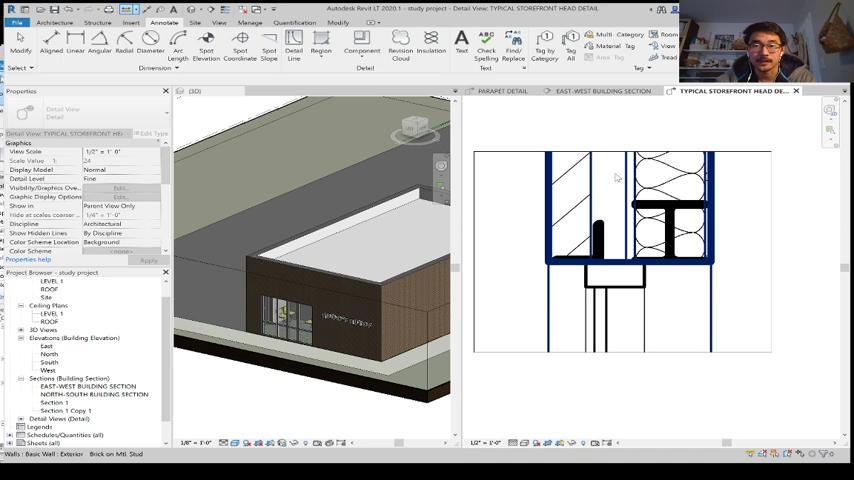 Autodesk Revit LT 2020.1 - study project - Detail View: TYPICAL STOREFRONT HEAD DETAIL
File Architecture Structure Insert Annotate Site View Manage Quantification Modify
Modify Aligned Linear Angular Radial Diameter Arc Length Spot Elevation Spot Coordinate Spot Slope Detail Line Region Component Revision Cloud Detail Group Insulation Text Check Spelling Find/ Replace Tag by Category Tag All Multi- Category Material Tag Area Tag Room View Tread
Select Dimension Detail Text Tag
Properties
Detail View
Detail
Detail View: TYPICAL STOREFRONT HE Edit Type
Graphics
View Scale 1/2" = 1'-0"
Scale Value 1: 24
Display Model Normal
Detail Level Fine
Visibility/Graphics Ove... Edit...
Graphic Display Options Edit...
Show in Parent View Only
Hide at scales coarser ... 1/4" = 1'-0"
Discipline Architectural
Show Hidden Lines By Discipline
Color Scheme Location Background
Color Scheme <none>
Properties help Apply
Project Browser - study project
LEVEL 1
ROOF
Site
Ceiling Plans
LEVEL 1
ROOF
3D Views
Elevations (Building Elevation)
East
North
South
West
Sections (Building Section)
EAST-WEST BUILDING SECTION
NORTH-SOUTH BUILDING SECTION
Section 1
Section 1 Copy 1
Detail Views (Detail)
Legends
Schedules/Quantities (all)
Sheets (all)
{3D}
PARAPET DETAIL EAST-WEST BUILDING SECTION TYPICAL STOREFRONT HEAD DE...
1/8" = 1'-0"
1/2" = 1'-0"
Walls : Basic Wall : Exterior Brick on Mtl. Stud